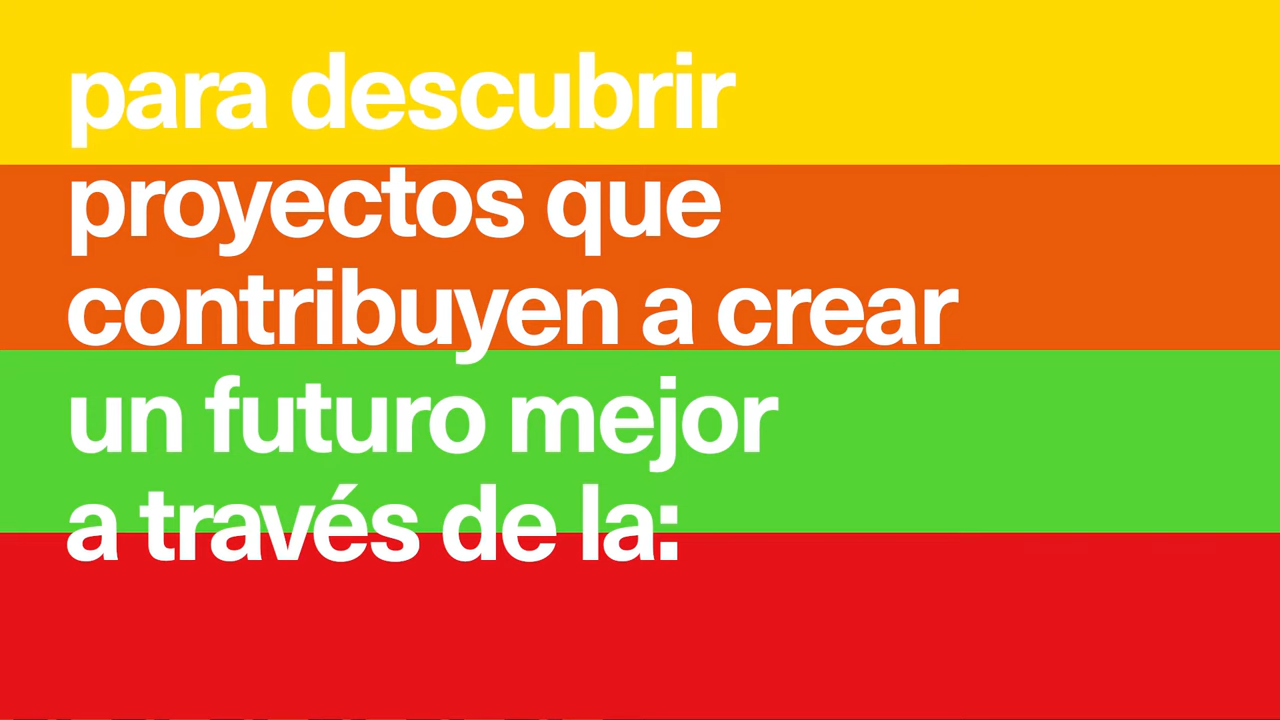 para descubrir
proyectos que
contribuyen a crear
un futuro mejor
a través de la: